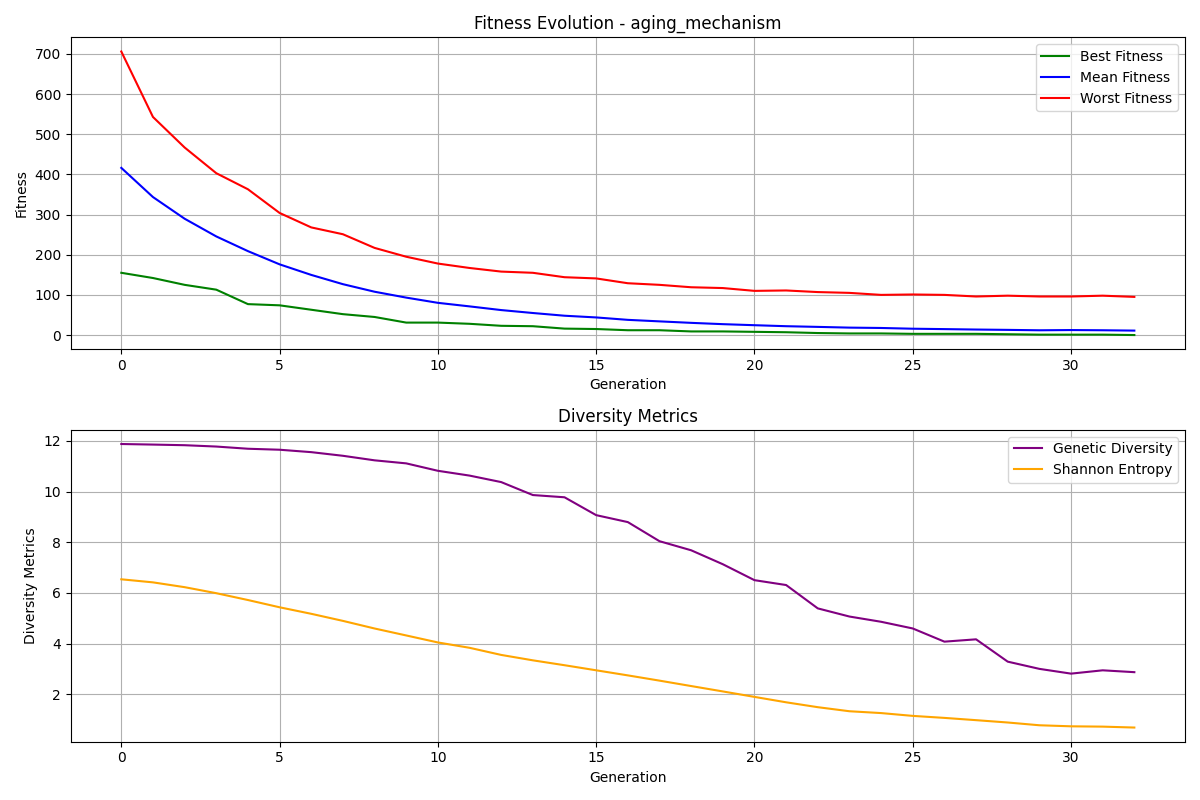 Fitness Evolution - aging_mechanism
Fitness
700
600
500
400
300
200
100
0
Best Fitness
Mean Fitness
Worst Fitness
0 5 10 15 20 25 30
Generation
Diversity Metrics
Diversity Metrics
12
10
8
6
4
2
Genetic Diversity
Shannon Entropy
0 5 10 15 20 25 30
Generation